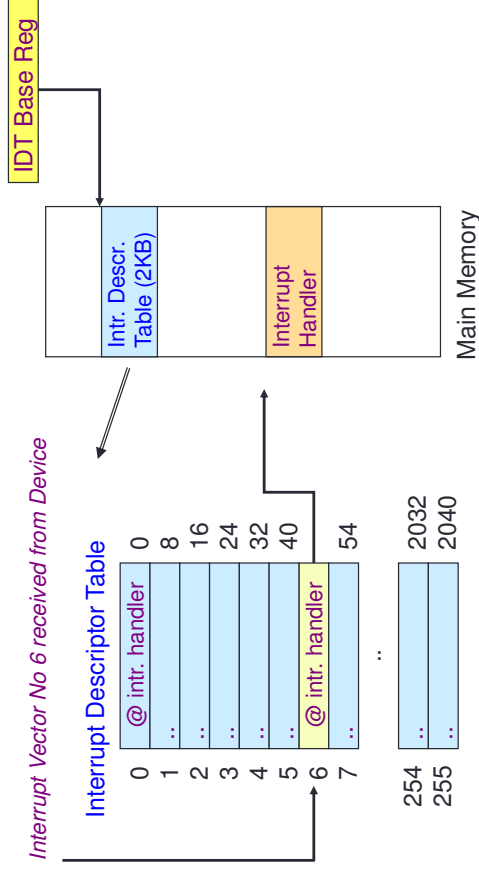 IDT Base Reg
Interrupt Vector No 6 received from Device
Interrupt Descriptor Table
0 @ intr. handler 0
1 .. 8
2 .. 16
3 .. 24
4 .. 32
5 .. 40
6 @ intr. handler
7 .. 54
..
254 .. 2032
255 .. 2040
Intr. Descr.
Table (2KB)
Interrupt
Handler
Main Memory